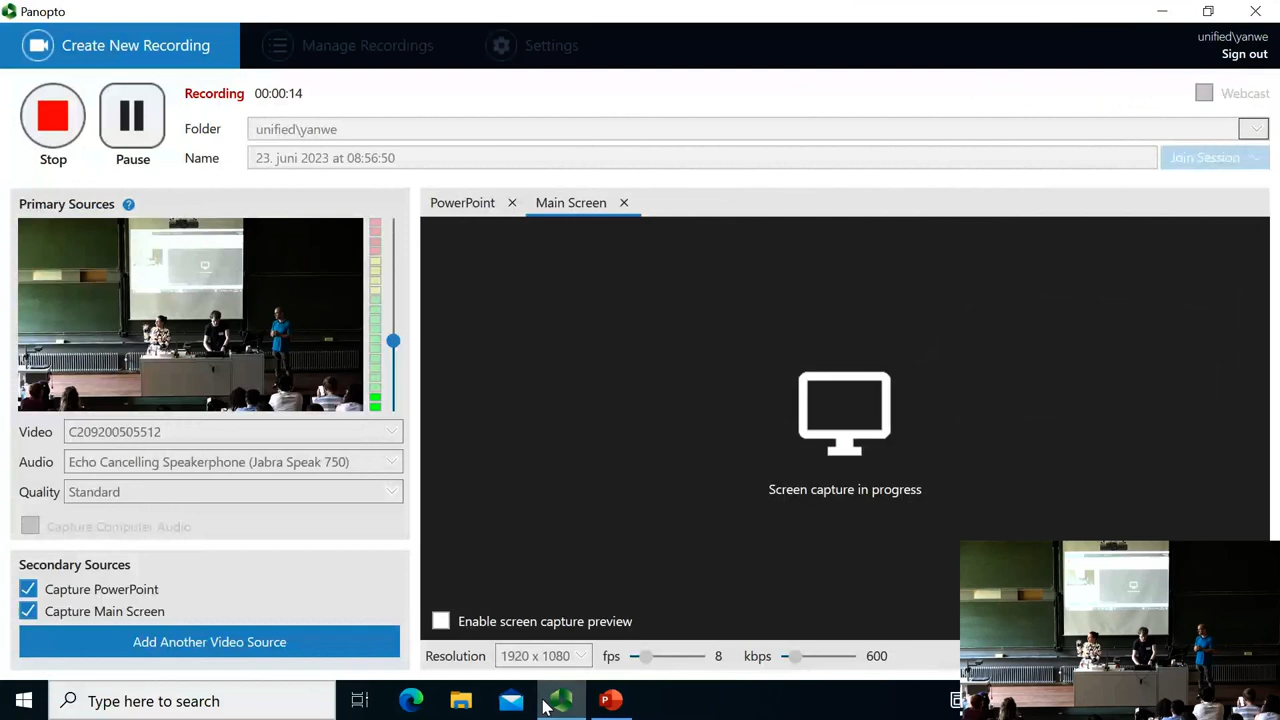 Panopto
Create New Recording
Manage Recordings
Settings
unified\yanwe
Sign out
Recording 00:00:14
Webcast
Folder unified\yanwe
Name 23. juni 2023 at 08:56:50
Join Session
Stop
Pause
Primary Sources ?
PowerPoint
Main Screen
Video C209200505512
Audio Echo Cancelling Speakerphone (Jabra Speak 750)
Quality Standard
Capture Computer Audio
Screen capture in progress
Secondary Sources
Capture PowerPoint
Capture Main Screen
Add Another Video Source
Enable screen capture preview
Resolution 1920 x 1080 fps 8 kbps 600
Type here to search